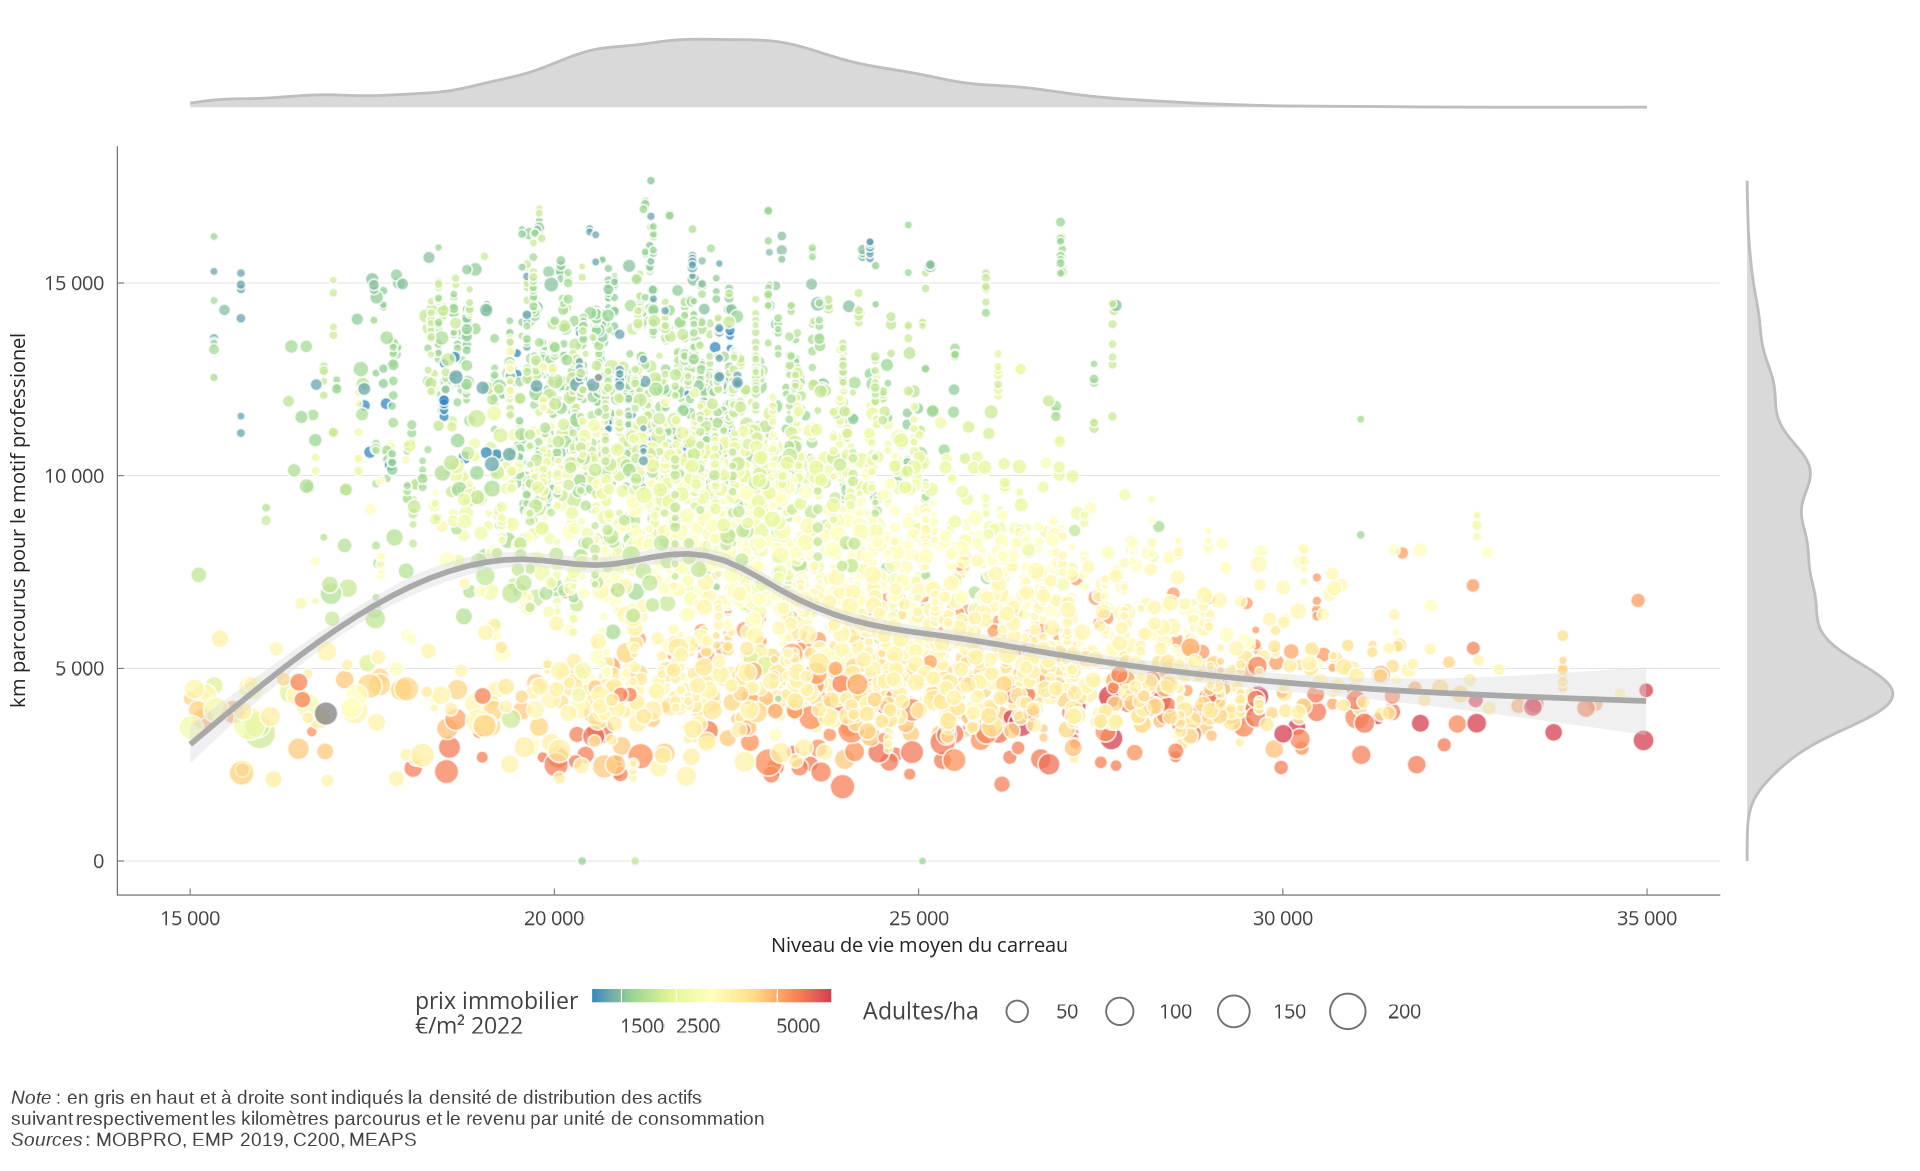 km parcourus pour le motif professionel
15 000
10 000
5 000
0
15 000 20 000 25 000 30 000 35 000
Niveau de vie moyen du carreau
prix immobilier
€/m² 2022
1500 2500 5000
Adultes/ha 50 100 150 200
Note : en gris en haut et à droite sont indiqués la densité de distribution des actifs
suivant respectivement les kilomètres parcourus et le revenu par unité de consommation
Sources : MOBPRO, EMP 2019, C200, MEAPS